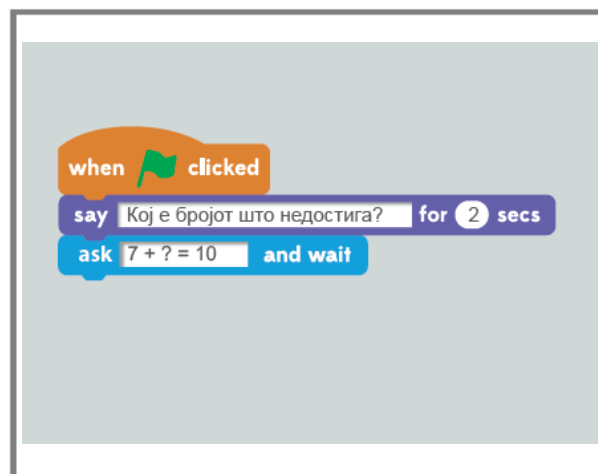 when clicked
say Кој е бројот што недостига? for 2 secs
ask 7 + ? = 10 and wait